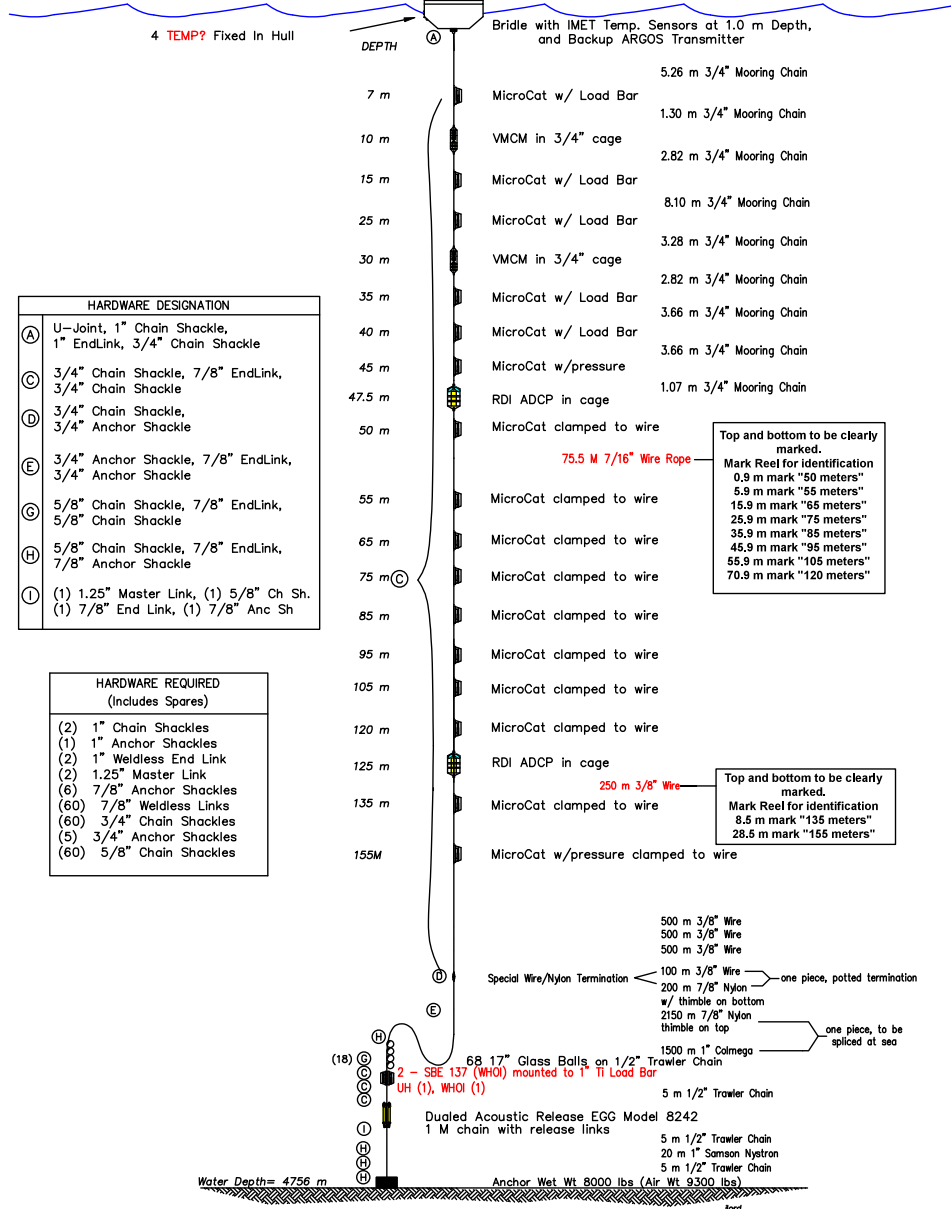 4 TEMP? Fixed In Hull
A
Bridle with IMET Temp. Sensors at 1.0 m Depth,
and Backup ARGOS Transmitter
DEPTH
5.26 m 3/4" Mooring Chain
7 m MicroCat w/ Load Bar
1.30 m 3/4" Mooring Chain
10 m VMCM in 3/4" cage
2.82 m 3/4" Mooring Chain
15 m MicroCat w/ Load Bar
8.10 m 3/4" Mooring Chain
25 m MicroCat w/ Load Bar
3.28 m 3/4" Mooring Chain
30 m VMCM in 3/4" cage
2.82 m 3/4" Mooring Chain
35 m MicroCat w/ Load Bar
3.66 m 3/4" Mooring Chain
40 m MicroCat w/ Load Bar
3.66 m 3/4" Mooring Chain
45 m MicroCat w/pressure
1.07 m 3/4" Mooring Chain
47.5 m RDI ADCP in cage
50 m MicroCat clamped to wire
75.5 M 7/16" Wire Rope
Top and bottom to be clearly
marked.
Mark Reel for identification
0.9 m mark "50 meters"
5.9 m mark "55 meters"
15.9 m mark "65 meters"
25.9 m mark "75 meters"
35.9 m mark "85 meters"
45.9 m mark "95 meters"
55.9 m mark "105 meters"
70.9 m mark "120 meters"
55 m MicroCat clamped to wire
65 m MicroCat clamped to wire
75 m C MicroCat clamped to wire
85 m MicroCat clamped to wire
95 m MicroCat clamped to wire
105 m MicroCat clamped to wire
120 m MicroCat clamped to wire
125 m RDI ADCP in cage
250 m 3/8" Wire
Top and bottom to be clearly
marked.
Mark Reel for identification
8.5 m mark "135 meters"
28.5 m mark "155 meters"
135 m MicroCat clamped to wire
155M MicroCat w/pressure clamped to wire
HARDWARE DESIGNATION
A U-Joint, 1" Chain Shackle,
1" EndLink, 3/4" Chain Shackle
C 3/4" Chain Shackle, 7/8" EndLink,
3/4" Chain Shackle
D 3/4" Chain Shackle,
3/4" Anchor Shackle
E 3/4" Anchor Shackle, 7/8" EndLink,
3/4" Anchor Shackle
G 5/8" Chain Shackle, 7/8" EndLink,
5/8" Chain Shackle
H 5/8" Chain Shackle, 7/8" EndLink,
7/8" Anchor Shackle
I (1) 1.25" Master Link, (1) 5/8" Ch Sh.
(1) 7/8" End Link, (1) 7/8" Anc Sh
HARDWARE REQUIRED
(Includes Spares)
(2) 1" Chain Shackles
(1) 1" Anchor Shackles
(2) 1" Weldless End Link
(2) 1.25" Master Link
(6) 7/8" Anchor Shackles
(60) 7/8" Weldless Links
(60) 3/4" Chain Shackles
(5) 3/4" Anchor Shackles
(60) 5/8" Chain Shackles
500 m 3/8" Wire
500 m 3/8" Wire
500 m 3/8" Wire
D Special Wire/Nylon Termination
100 m 3/8" Wire
200 m 7/8" Nylon
one piece, potted termination
w/ thimble on bottom
E
2150 m 7/8" Nylon
thimble on top
1500 m 1" Colmega
one piece, to be
spliced at sea
H
(18) G 68 17" Glass Balls on 1/2" Trawler Chain
C 2 - SBE 137 (WHOI) mounted to 1" Ti Load Bar
C UH (1), WHOI (1)
C 5 m 1/2" Trawler Chain
Dualed Acoustic Release EGG Model 8242
I 1 M chain with release links
5 m 1/2" Trawler Chain
H 20 m 1" Samson Nystron
H 5 m 1/2" Trawler Chain
H
Water Depth= 4756 m Anchor Wet Wt 8000 lbs (Air Wt 9300 lbs)